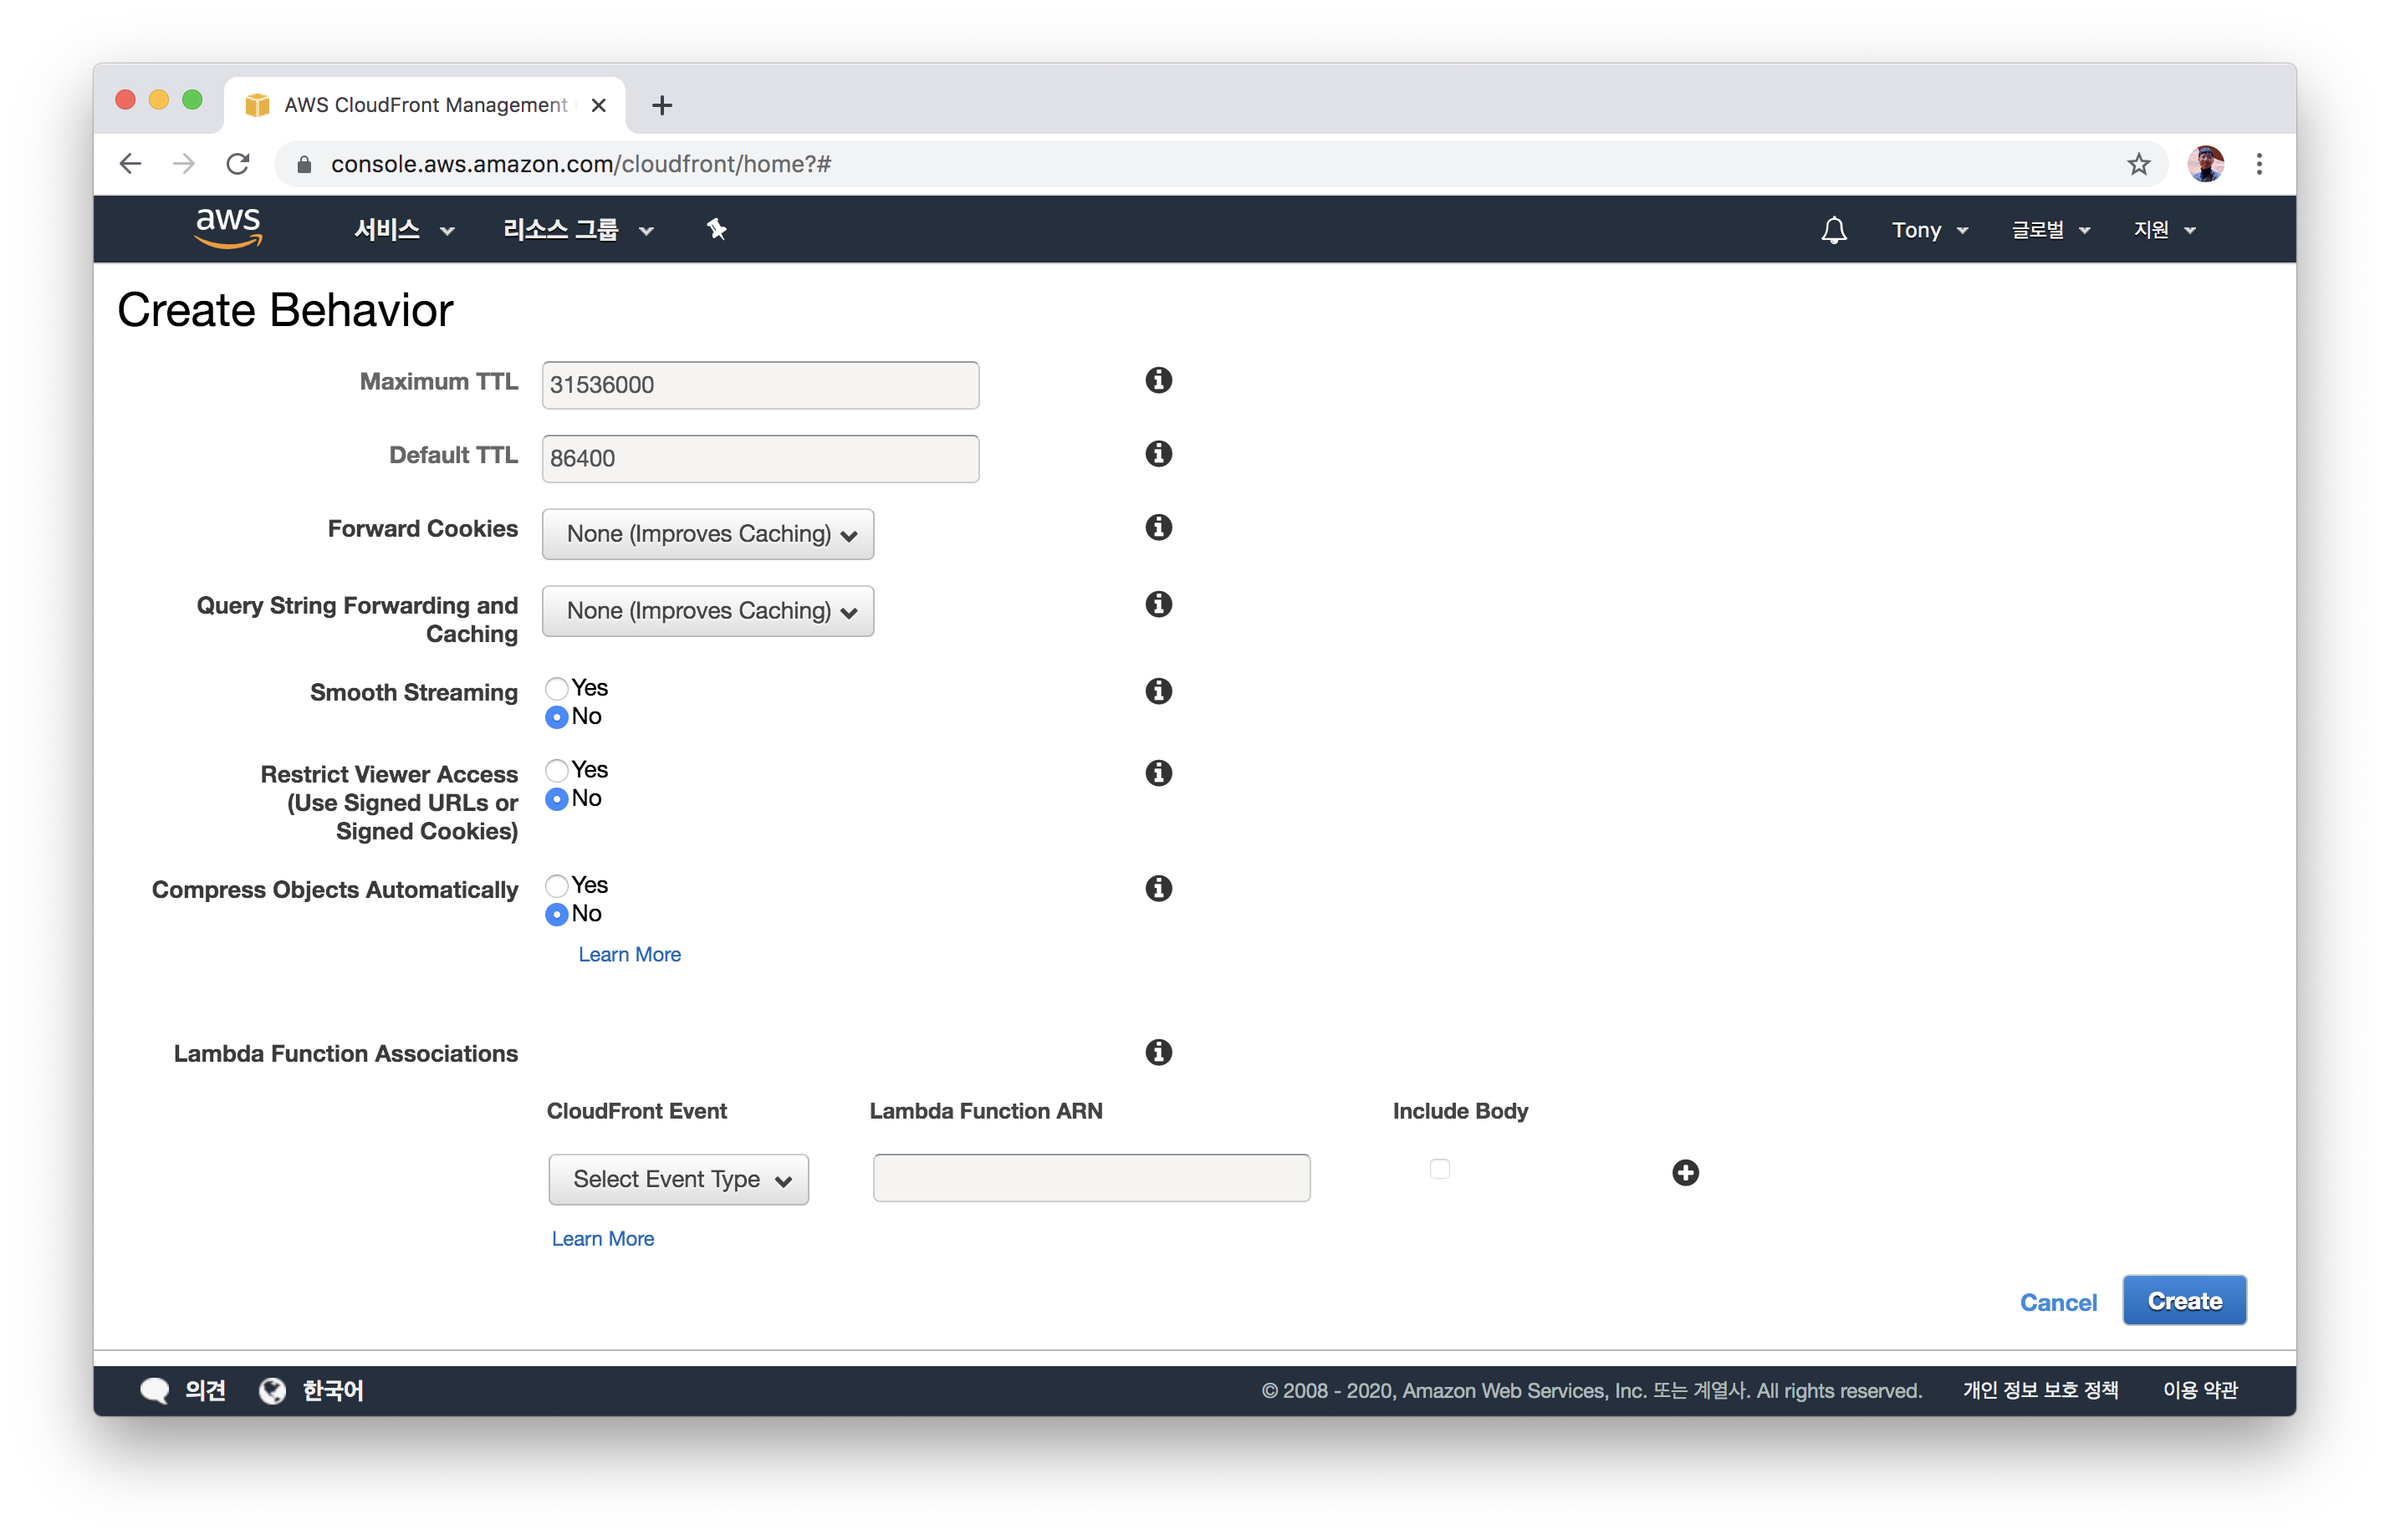 AWS CloudFront Management
console.aws.amazon.com/cloudfront/home?#
aws 서비스 리소스 그룹 Tony 글로벌 지원
Create Behavior
Maximum TTL 31536000
Default TTL 86400
Forward Cookies None (Improves Caching)
Query String Forwarding and None (Improves Caching)
Caching
Smooth Streaming Yes
No
Restrict Viewer Access Yes
(Use Signed URLs or No
Signed Cookies)
Compress Objects Automatically Yes
No
Learn More
Lambda Function Associations
CloudFront Event Lambda Function ARN Include Body
Select Event Type
Learn More
Cancel Create
의견 한국어 © 2008 - 2020, Amazon Web Services, Inc. 또는 계열사. All rights reserved. 개인 정보 보호 정책 이용 약관